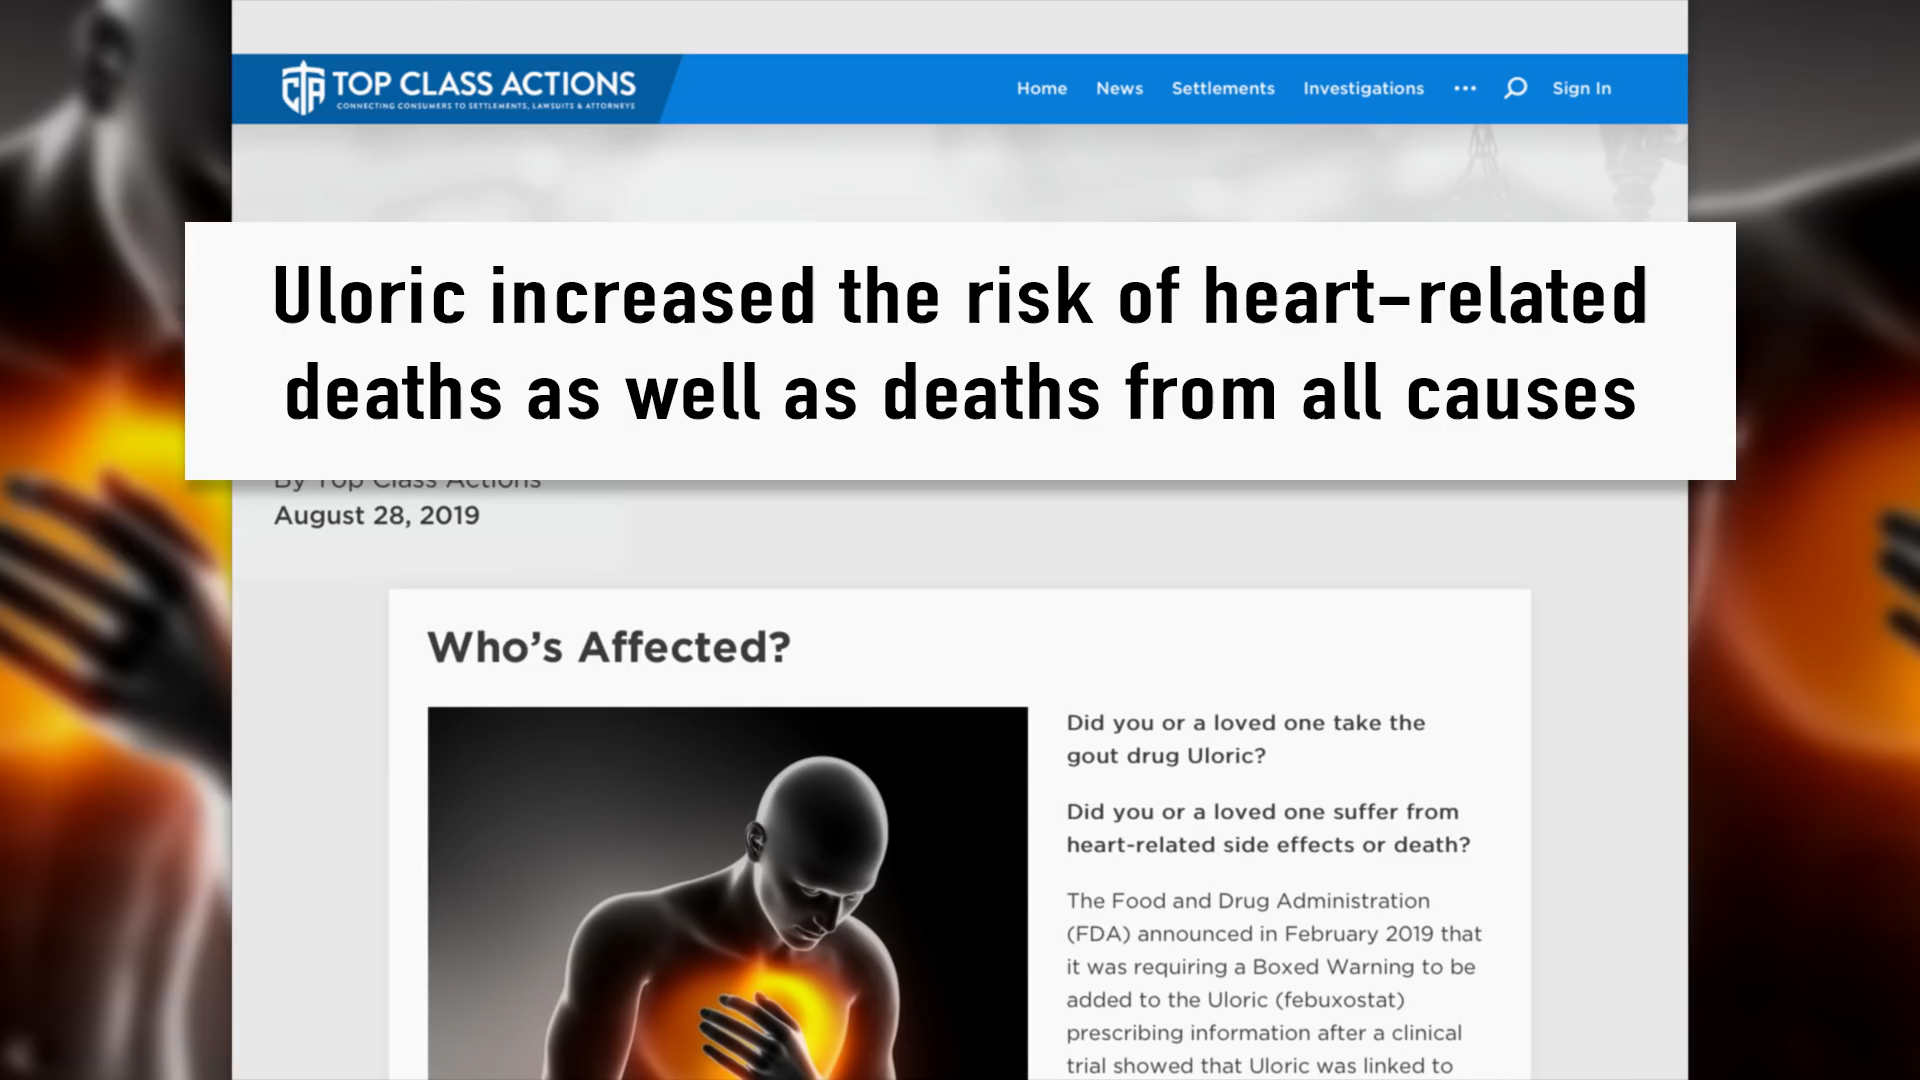 TOP CLASS ACTIONS
CONNECTING CONSUMERS TO SETTLEMENTS, LAWSUITS & ATTORNEYS
Home News Settlements Investigations ••• Sign In
Uloric increased the risk of heart-related
deaths as well as deaths from all causes
By Top Class Actions
August 28, 2019
Who's Affected?
Did you or a loved one take the
gout drug Uloric?
Did you or a loved one suffer from
heart-related side effects or death?
The Food and Drug Administration
(FDA) announced in February 2019 that
it was requiring a Boxed Warning to be
added to the Uloric (febuxostat)
prescribing information after a clinical
trial showed that Uloric was linked to